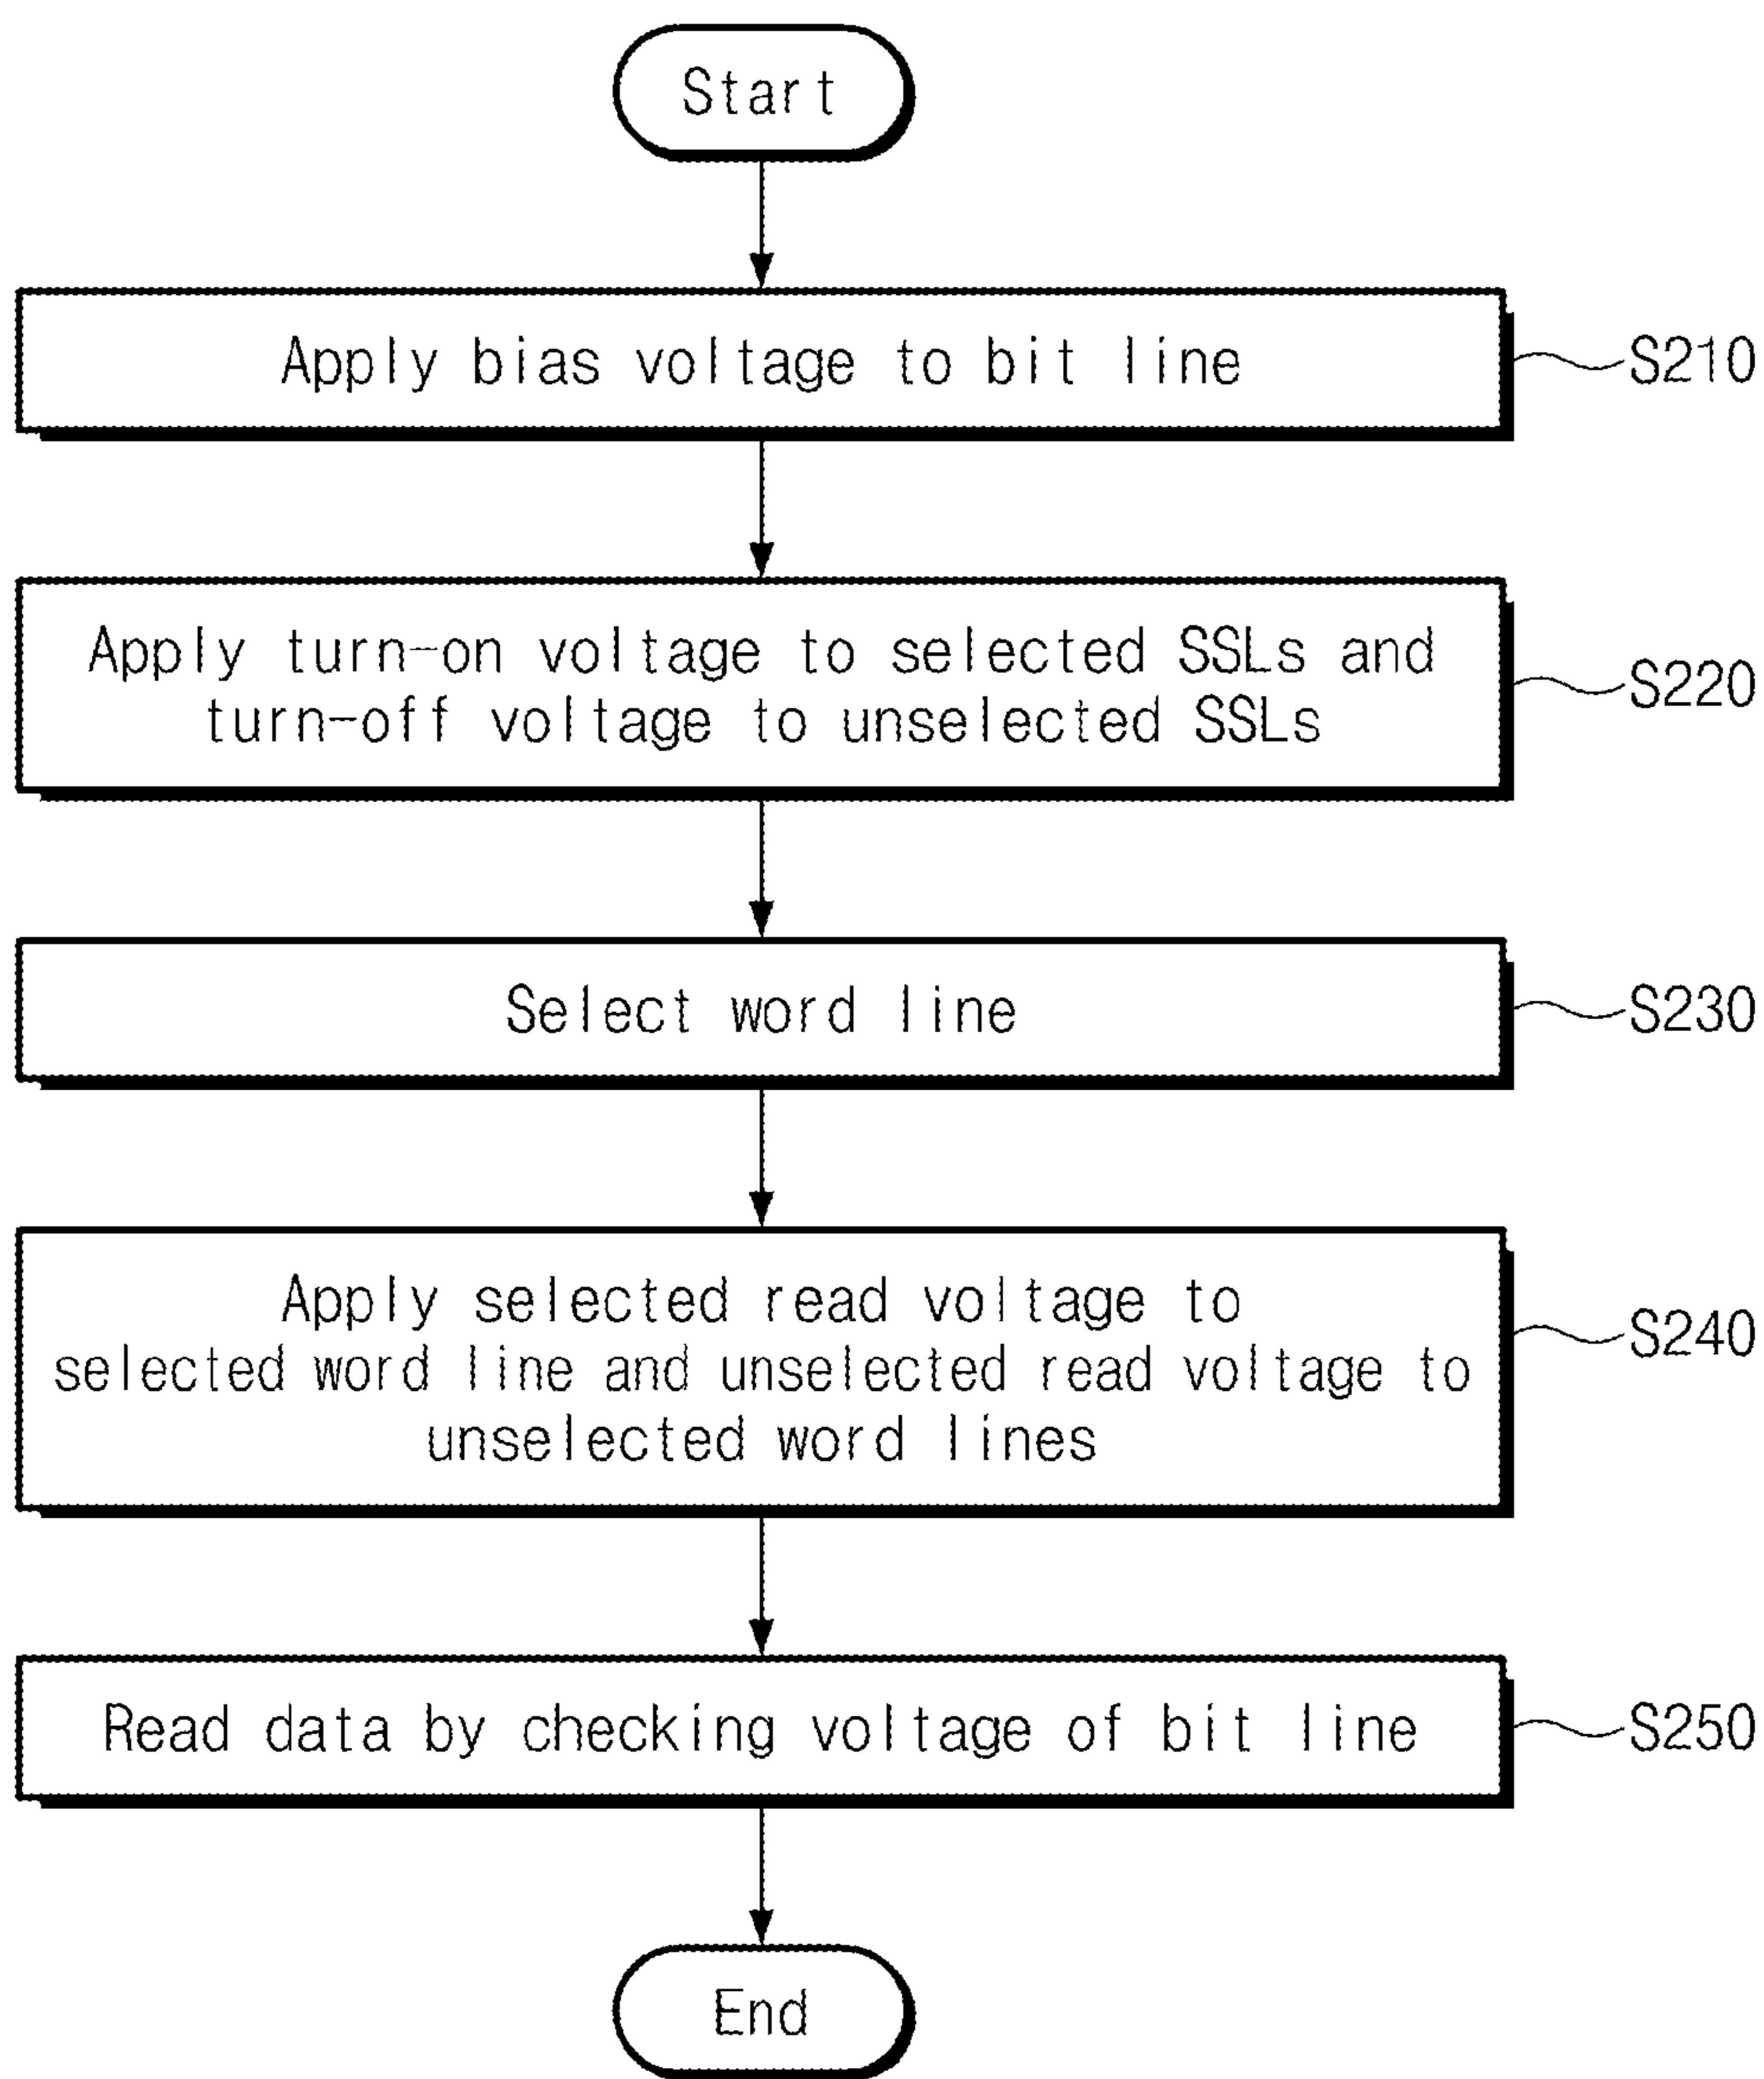 Start
Apply bias voltage to bit line
S210
Apply turn-on voltage to selected SSLs and
turn-off voltage to unselected SSLs
S220
Select word line
S230
Apply selected read voltage to
selected word line and unselected read voltage to
unselected word lines
S240
Read data by checking voltage of bit line
S250
End